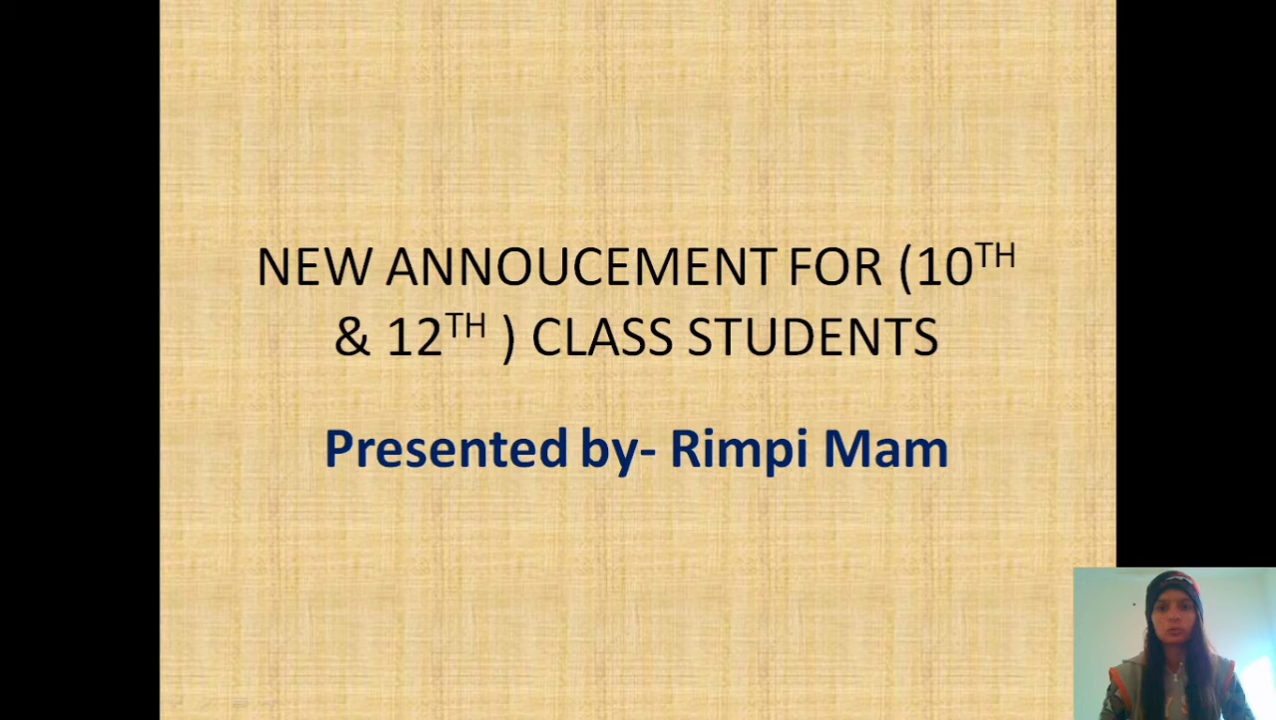 NEW ANNOUCEMENT FOR (10TH
& 12TH ) CLASS STUDENTS
Presented by- Rimpi Mam